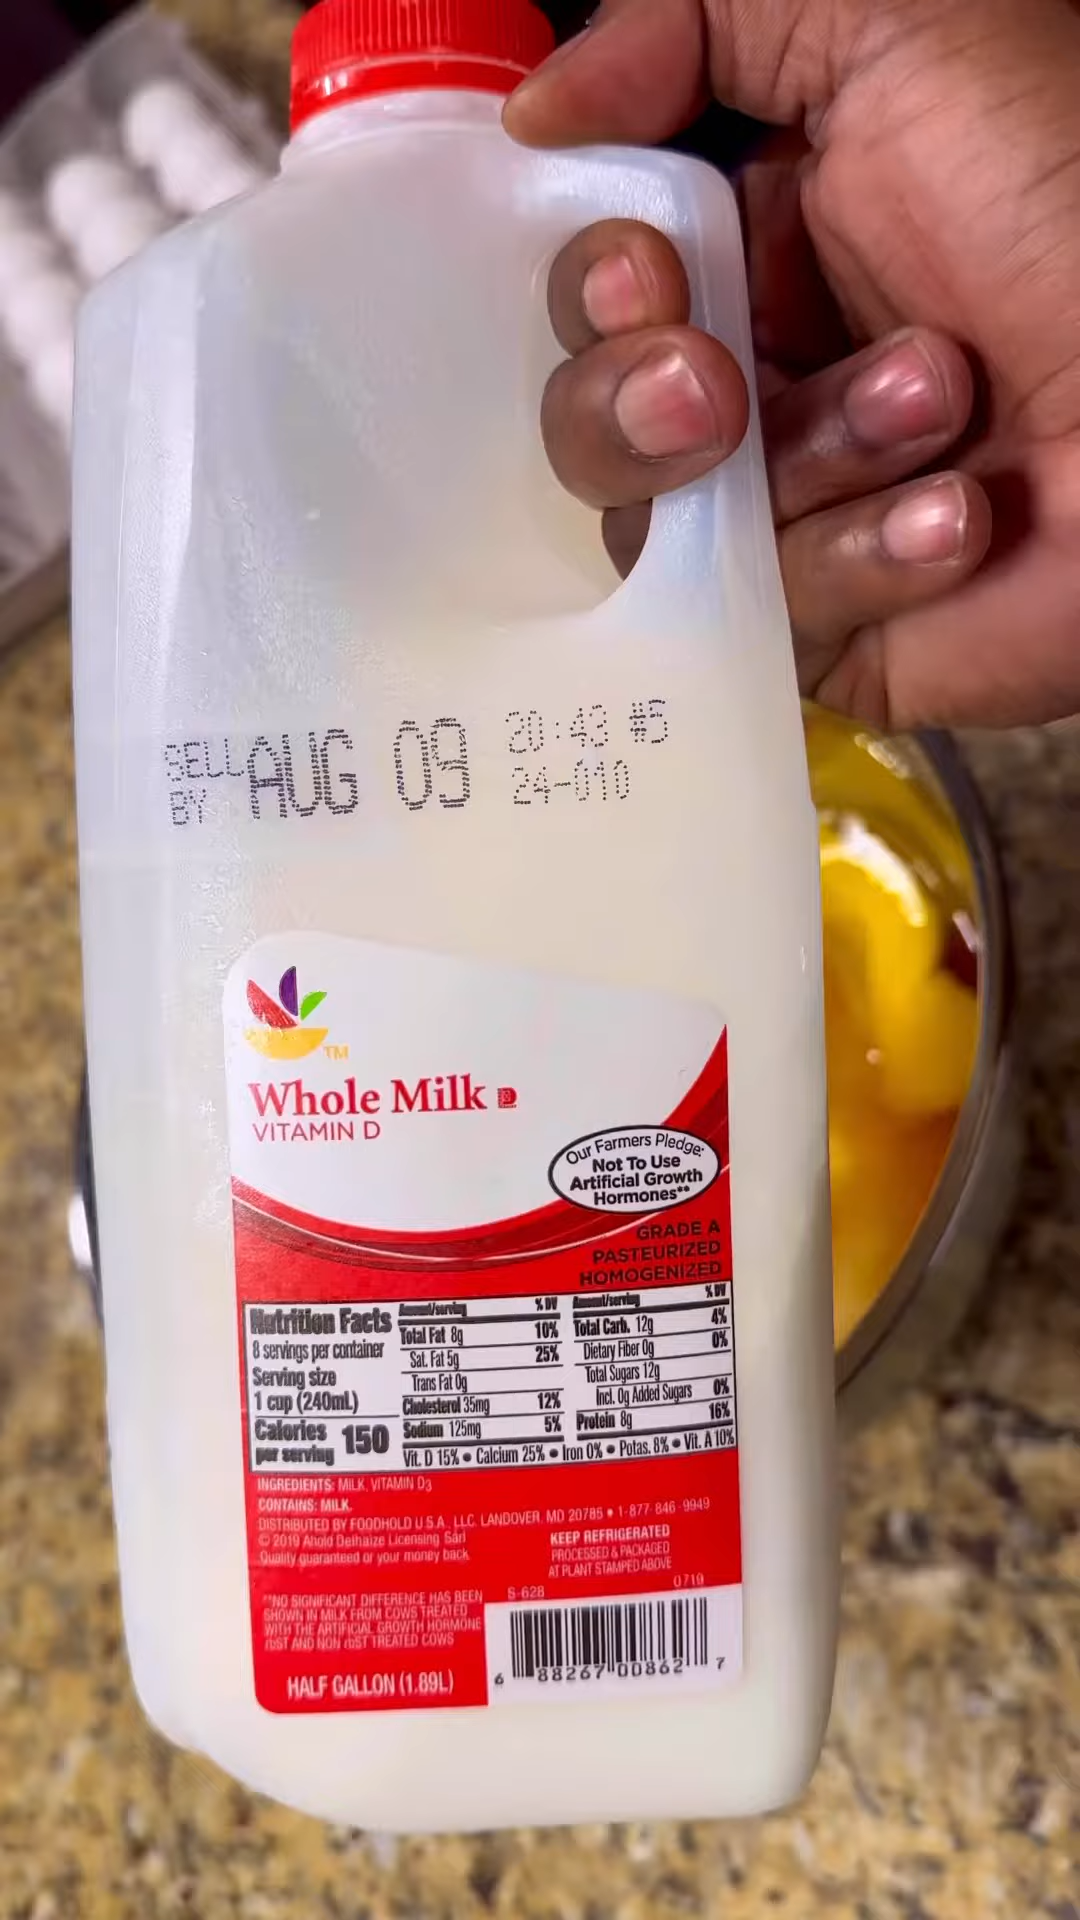 SELL BY AUG 09 20:43 #5
24-010
TM
Whole Milk D
VITAMIN D
Our Farmers Pledge:
Not To Use
Artificial Growth
Hormones**
GRADE A
PASTEURIZED
HOMOGENIZED
Nutrition Facts
8 servings per container
Serving size
1 cup (240mL)
Calories
per serving 150
Amount/serving % DV
Total Fat 8g 10%
Sat. Fat 5g 25%
Trans Fat 0g
Cholesterol 35mg 12%
Sodium 125mg 5%
Amount/serving % DV
Total Carb. 12g 4%
Dietary Fiber 0g 0%
Total Sugars 12g
Incl. 0g Added Sugars 0%
Protein 8g 16%
Vit. D 15% • Calcium 25% • Iron 0% • Potas. 8% • Vit. A 10%
INGREDIENTS: MILK, VITAMIN D3
CONTAINS: MILK.
DISTRIBUTED BY FOODHOLD U.S.A., LLC. LANDOVER, MD 20785 • 1-877-846-9949
© 2019 Ahold Delhaize Licensing Sàrl
Quality guaranteed or your money back
KEEP REFRIGERATED
PROCESSED & PACKAGED
AT PLANT STAMPED ABOVE
**NO SIGNIFICANT DIFFERENCE HAS BEEN
SHOWN IN MILK FROM COWS TREATED
WITH THE ARTIFICIAL GROWTH HORMONE
rbST AND NON rbST TREATED COWS
S-628 0719
HALF GALLON (1.89L)
6 88267 00862 7